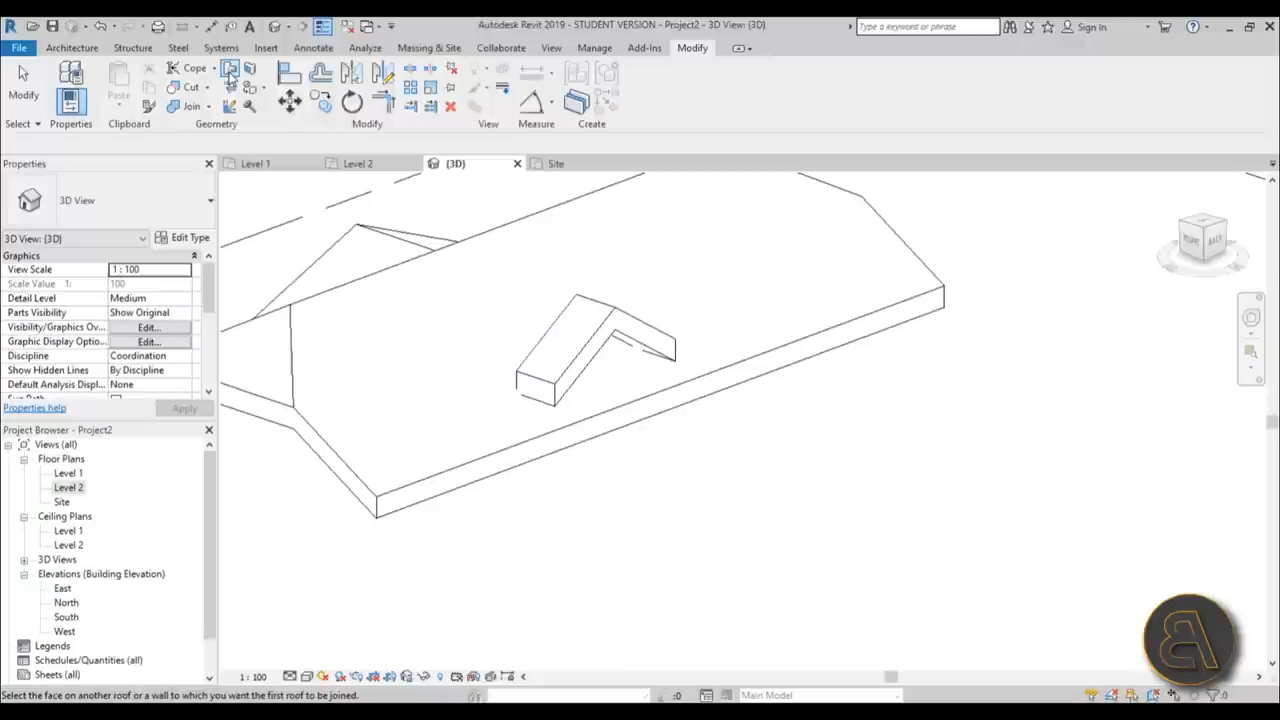 Autodesk Revit 2019 - STUDENT VERSION - Project2 - 3D View: {3D}
Type a keyword or phrase
Sign In
File Architecture Structure Steel Systems Insert Annotate Analyze Massing & Site Collaborate View Manage Add-Ins Modify
Cope
Modify Paste Cut
Join
Select Properties Clipboard Geometry Modify View Measure Create
Properties
Level 1 Level 2 {3D} Site
3D View
3D View: {3D} Edit Type
Graphics
View Scale 1 : 100
Scale Value 1: 100
Detail Level Medium
Parts Visibility Show Original
Visibility/Graphics Ov... Edit...
Graphic Display Optio... Edit...
Discipline Coordination
Show Hidden Lines By Discipline
Default Analysis Displ... None
Properties help Apply
Project Browser - Project2
Views (all)
Floor Plans
Level 1
Level 2
Site
Ceiling Plans
Level 1
Level 2
3D Views
Elevations (Building Elevation)
East
North
South
West
Legends
Schedules/Quantities (all)
Sheets (all)
1 : 100
Select the face on another roof or a wall to which you want the first roof to be joined.
:0 Main Model :0